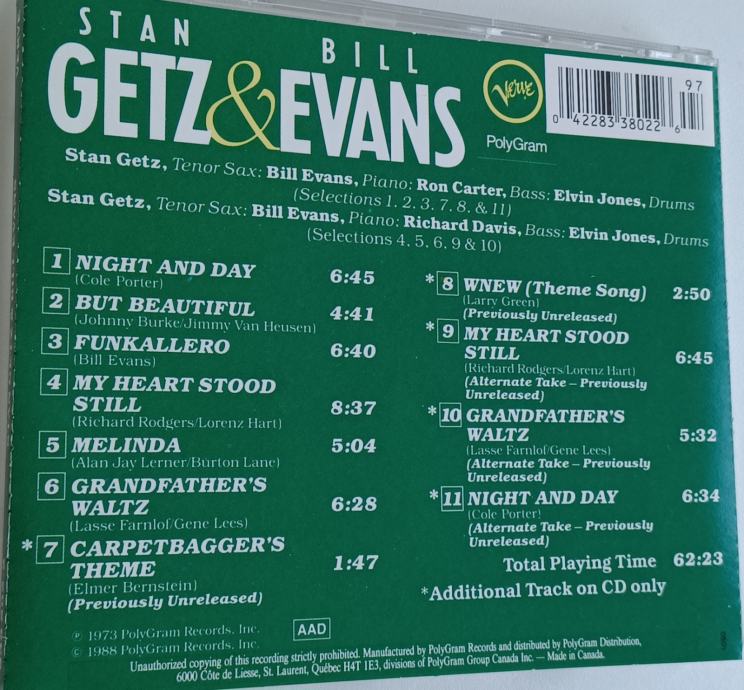 STAN
BILL
GETZ&EVANS
Verve
PolyGram
97
0 42283 38022 6
Stan Getz, Tenor Sax: Bill Evans, Piano: Ron Carter, Bass: Elvin Jones, Drums
(Selections 1. 2. 3. 7. 8. & 11)
Stan Getz, Tenor Sax: Bill Evans, Piano: Richard Davis, Bass: Elvin Jones, Drums
(Selections 4. 5. 6. 9 & 10)
1 NIGHT AND DAY 6:45
(Cole Porter)
2 BUT BEAUTIFUL 4:41
(Johnny Burke/Jimmy Van Heusen)
3 FUNKALLERO 6:40
(Bill Evans)
4 MY HEART STOOD
STILL 8:37
(Richard Rodgers/Lorenz Hart)
5 MELINDA 5:04
(Alan Jay Lerner/Burton Lane)
6 GRANDFATHER'S
WALTZ 6:28
(Lasse Farnlof/Gene Lees)
*7 CARPETBAGGER'S
THEME 1:47
(Elmer Bernstein)
(Previously Unreleased)
*8 WNEW (Theme Song) 2:50
(Larry Green)
(Previously Unreleased)
*9 MY HEART STOOD
STILL 6:45
(Richard Rodgers/Lorenz Hart)
(Alternate Take – Previously
Unreleased)
*10 GRANDFATHER'S
WALTZ 5:32
(Lasse Farnlof/Gene Lees)
(Alternate Take – Previously
Unreleased)
*11 NIGHT AND DAY 6:34
(Cole Porter)
(Alternate Take – Previously
Unreleased)
Total Playing Time 62:23
*Additional Track on CD only
℗ 1973 PolyGram Records, Inc.
© 1988 PolyGram Records, Inc.
AAD
Unauthorized copying of this recording strictly prohibited. Manufactured by PolyGram Records and distributed by PolyGram Distribution,
6000 Côte de Liesse, St. Laurent, Québec H4T 1E3, divisions of PolyGram Group Canada Inc. — Made in Canada.